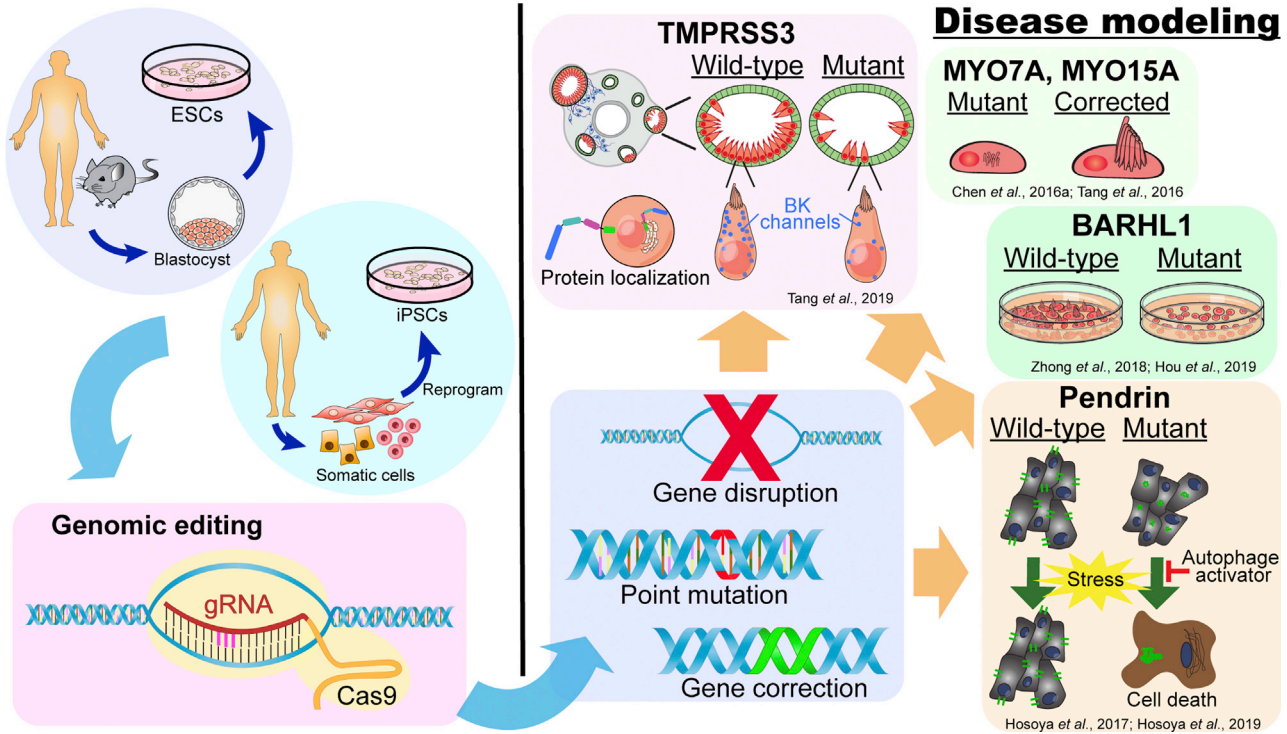 ESCs
Blastocyst
iPSCs
Reprogram
Somatic cells
Genomic editing
gRNA
Cas9
TMPRSS3
Wild-type Mutant
BK
channels
Protein localization
Tang et al., 2019
Gene disruption
Point mutation
Gene correction
Disease modeling
MYO7A, MYO15A
Mutant Corrected
Chen et al., 2016a; Tang et al., 2016
BARHL1
Wild-type Mutant
Zhong et al., 2018; Hou et al., 2019
Pendrin
Wild-type Mutant
Stress
Autophage
activator
Cell death
Hosoya et al., 2017; Hosoya et al., 2019